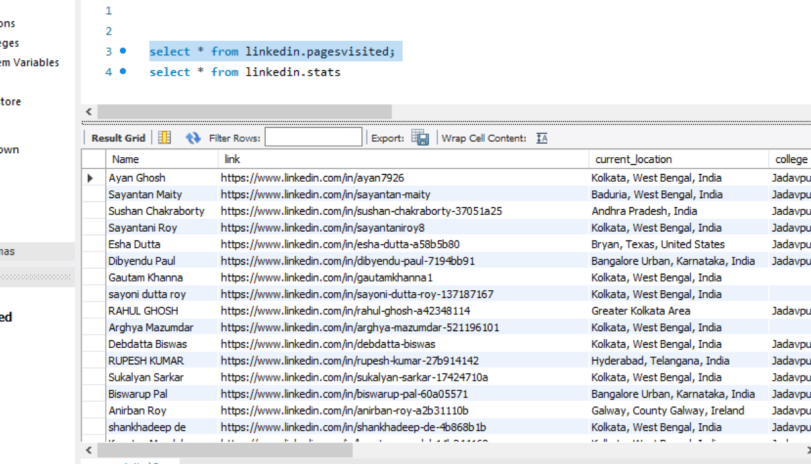 1
2
3 select * from linkedin.pagesvisited;
4 select * from linkedin.stats
ons
eges
em Variables
tore
own
nas
ed
Result Grid Filter Rows: Export: Wrap Cell Content:
Name link current_location college
Ayan Ghosh https://www.linkedin.com/in/ayan7926 Kolkata, West Bengal, India Jadavpu
Sayantan Maity https://www.linkedin.com/in/sayantan-maity Baduria, West Bengal, India Jadavpu
Sushan Chakraborty https://www.linkedin.com/in/sushan-chakraborty-37051a25 Andhra Pradesh, India Jadavpu
Sayantani Roy https://www.linkedin.com/in/sayantaniroy8 Kolkata, West Bengal, India Jadavpu
Esha Dutta https://www.linkedin.com/in/esha-dutta-a58b5b80 Bryan, Texas, United States Jadavpu
Dibyendu Paul https://www.linkedin.com/in/dibyendu-paul-7194bb91 Bangalore Urban, Karnataka, India Jadavpu
Gautam Khanna https://www.linkedin.com/in/gautamkhanna1 Kolkata, West Bengal, India
sayoni dutta roy https://www.linkedin.com/in/sayoni-dutta-roy-137187167 Kolkata, West Bengal, India
RAHUL GHOSH https://www.linkedin.com/in/rahul-ghosh-a42348114 Greater Kolkata Area Jadavpu
Arghya Mazumdar https://www.linkedin.com/in/arghya-mazumdar-521196101 Kolkata, West Bengal, India
Debdatta Biswas https://www.linkedin.com/in/debdatta-biswas Kolkata, West Bengal, India Jadavpu
RUPESH KUMAR https://www.linkedin.com/in/rupesh-kumar-27b914142 Hyderabad, Telangana, India Jadavpu
Sukalyan Sarkar https://www.linkedin.com/in/sukalyan-sarkar-17424710a Kolkata, West Bengal, India Jadavpu
Biswarup Pal https://www.linkedin.com/in/biswarup-pal-60a05571 Bangalore Urban, Karnataka, India Jadavpu
Anirban Roy https://www.linkedin.com/in/anirban-roy-a2b31110b Galway, County Galway, Ireland Jadavpu
shankhadeep de https://www.linkedin.com/in/shankhadeep-de-4b868b1b Kolkata, West Bengal, India Jadavpu